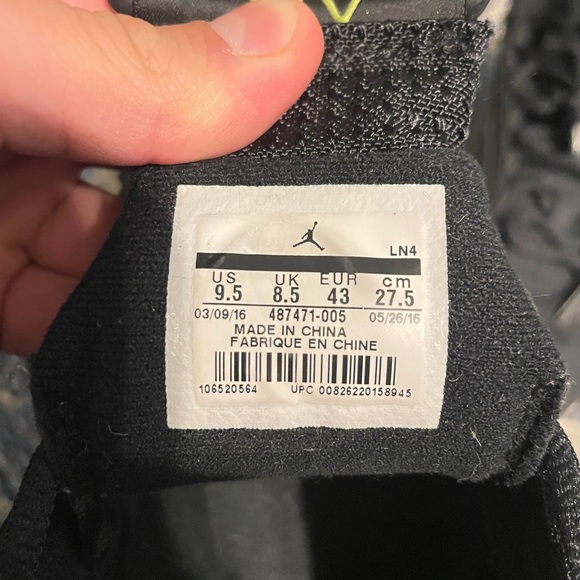 LN4
US UK EUR cm
9.5 8.5 43 27.5
03/09/16 487471-005 05/26/16
MADE IN CHINA
FABRIQUE EN CHINE
106520564 UPC 00826220158945